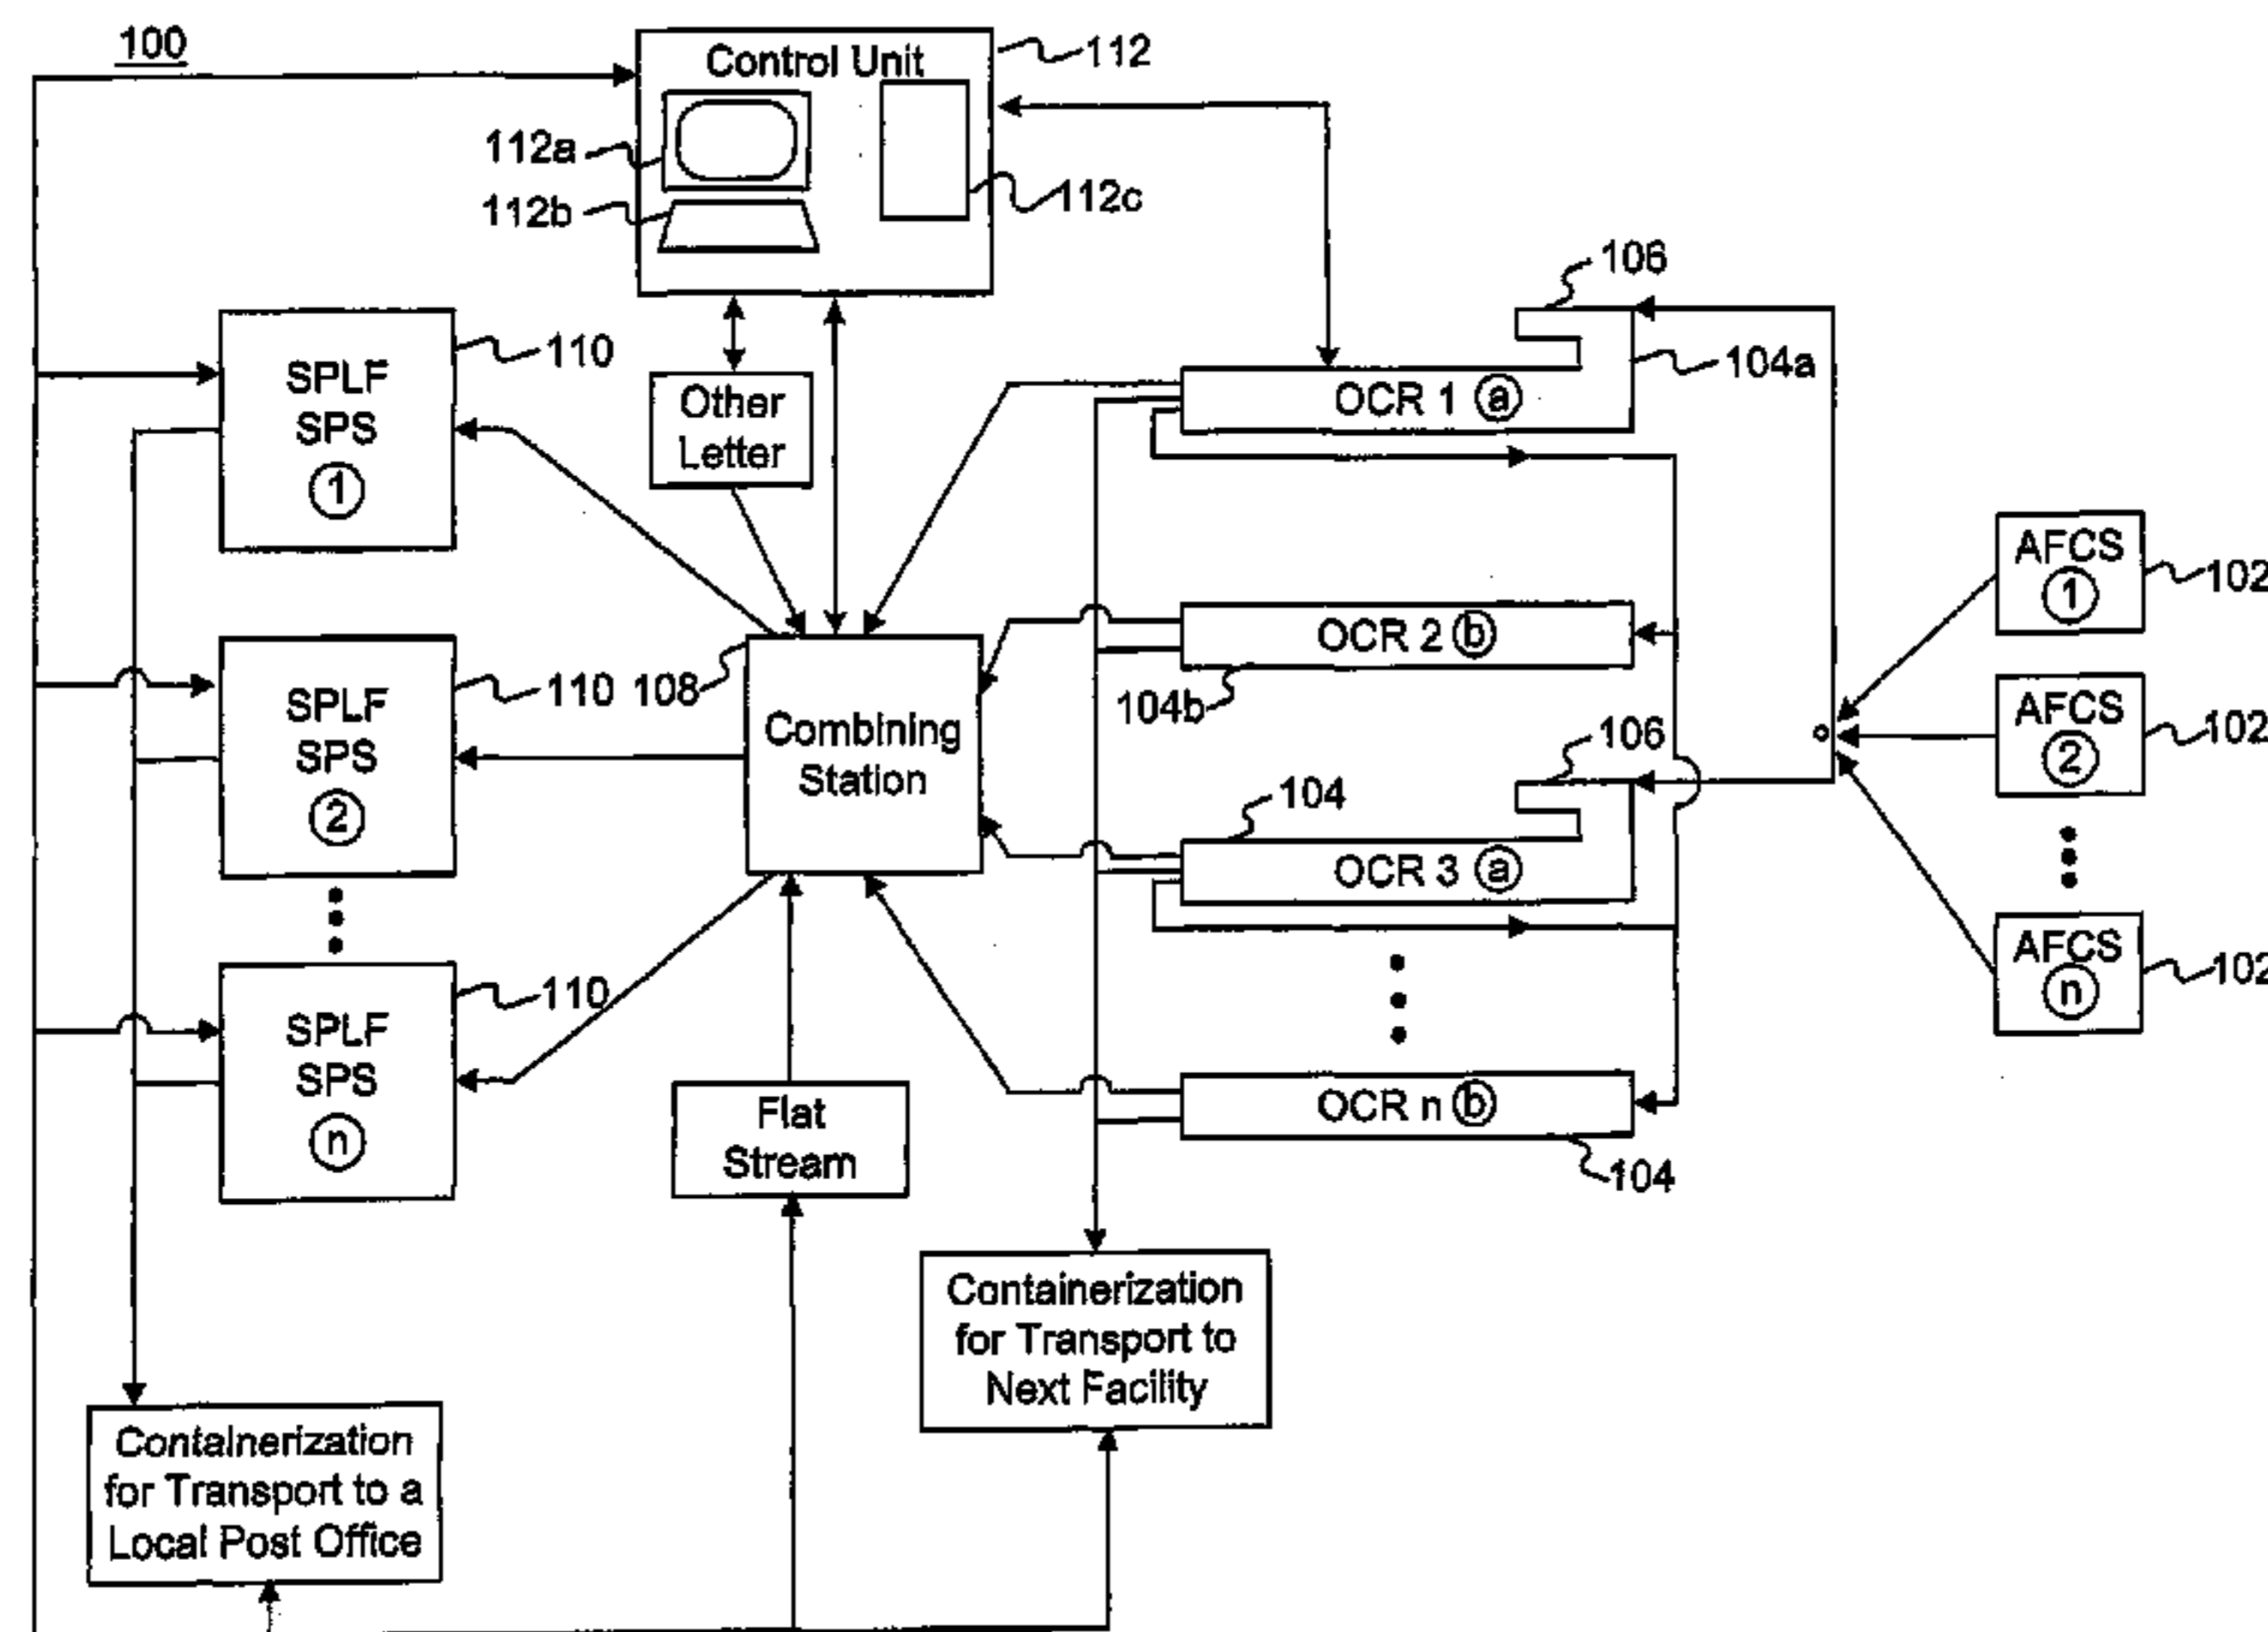 100
Control Unit
112
112a
112b
112c
106
SPLF
SPS
1
110
Other
Letter
OCR 1 a
104a
AFCS
1
102
SPLF
SPS
2
110
108
Combining
Station
OCR 2 b
104b
AFCS
2
102
106
104
OCR 3 a
AFCS
n
102
SPLF
SPS
n
110
Flat
Stream
OCR n b
104
Containerization
for Transport to
Next Facility
Containerization
for Transport to a
Local Post Office